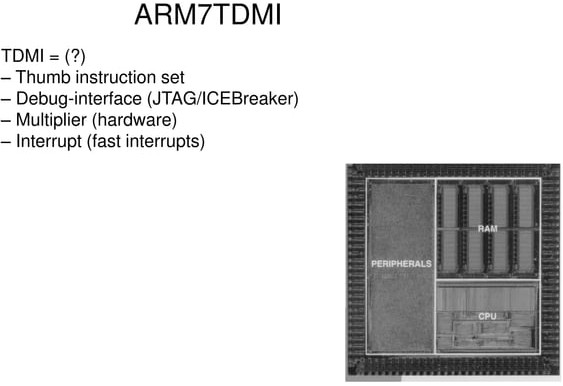 ARM7TDMI
TDMI = (?)
– Thumb instruction set
– Debug-interface (JTAG/ICEBreaker)
– Multiplier (hardware)
– Interrupt (fast interrupts)
RAM
PERIPHERALS
CPU